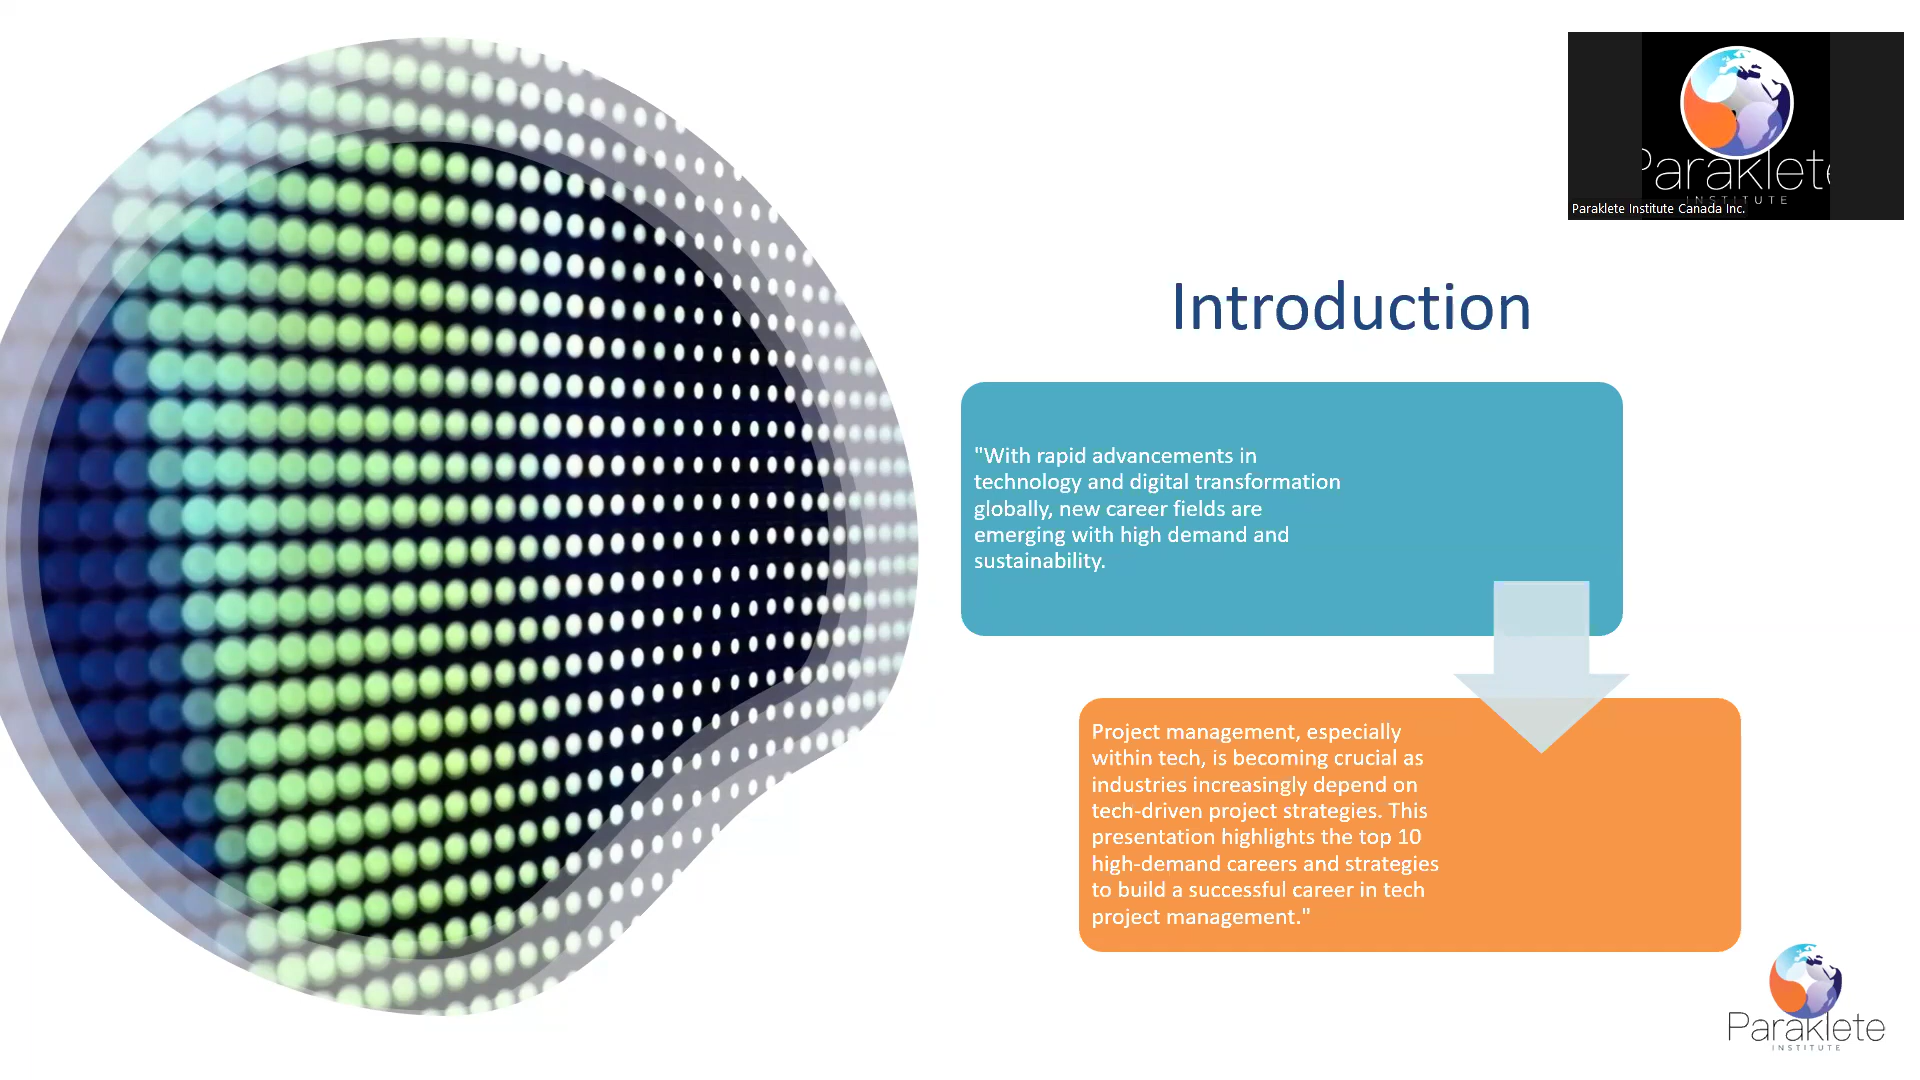 Paraklete
INSTITUTE
Paraklete Institute Canada Inc.
Introduction
"With rapid advancements in
technology and digital transformation
globally, new career fields are
emerging with high demand and
sustainability.
Project management, especially
within tech, is becoming crucial as
industries increasingly depend on
tech-driven project strategies. This
presentation highlights the top 10
high-demand careers and strategies
to build a successful career in tech
project management."
Paraklete
INSTITUTE